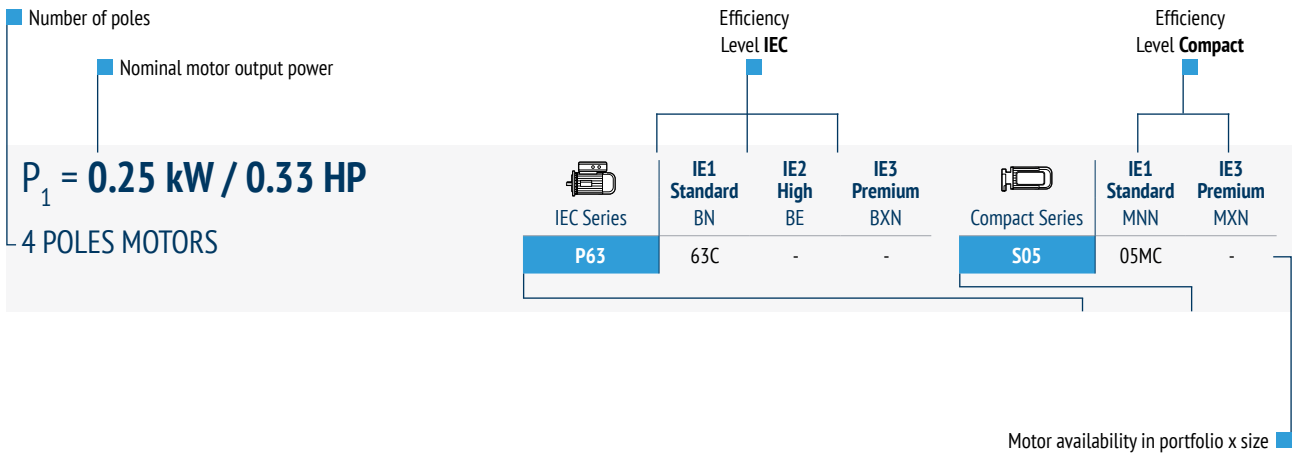 Number of poles
Nominal motor output power
Efficiency
Level IEC
Efficiency
Level Compact
P1 = 0.25 kW / 0.33 HP
4 POLES MOTORS
IEC Series
IE1
Standard
BN
IE2
High
BE
IE3
Premium
BXN
P63 63C - -
Compact Series
IE1
Standard
MNN
IE3
Premium
MXN
S05 05MC -
Motor availability in portfolio x size